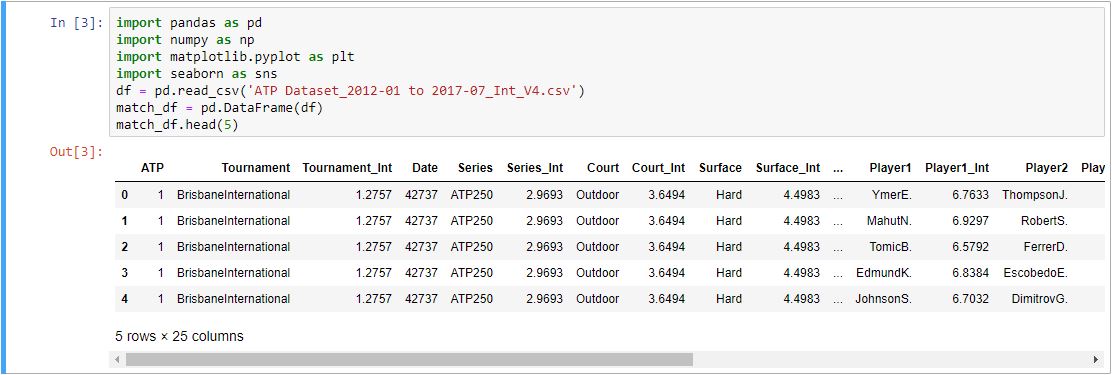 In [3]: import pandas as pd
import numpy as np
import matplotlib.pyplot as plt
import seaborn as sns
df = pd.read_csv('ATP Dataset_2012-01 to 2017-07_Int_V4.csv')
match_df = pd.DataFrame(df)
match_df.head(5)
Out[3]:
ATP Tournament Tournament_Int Date Series Series_Int Court Court_Int Surface Surface_Int ... Player1 Player1_Int Player2 Play
0 1 BrisbaneInternational 1.2757 42737 ATP250 2.9693 Outdoor 3.6494 Hard 4.4983 ... YmerE. 6.7633 ThompsonJ.
1 1 BrisbaneInternational 1.2757 42737 ATP250 2.9693 Outdoor 3.6494 Hard 4.4983 ... MahutN. 6.9297 RobertS.
2 1 BrisbaneInternational 1.2757 42737 ATP250 2.9693 Outdoor 3.6494 Hard 4.4983 ... TomicB. 6.5792 FerrerD.
3 1 BrisbaneInternational 1.2757 42737 ATP250 2.9693 Outdoor 3.6494 Hard 4.4983 ... EdmundK. 6.8384 EscobedoE.
4 1 BrisbaneInternational 1.2757 42737 ATP250 2.9693 Outdoor 3.6494 Hard 4.4983 ... JohnsonS. 6.7032 DimitrovG.
5 rows × 25 columns